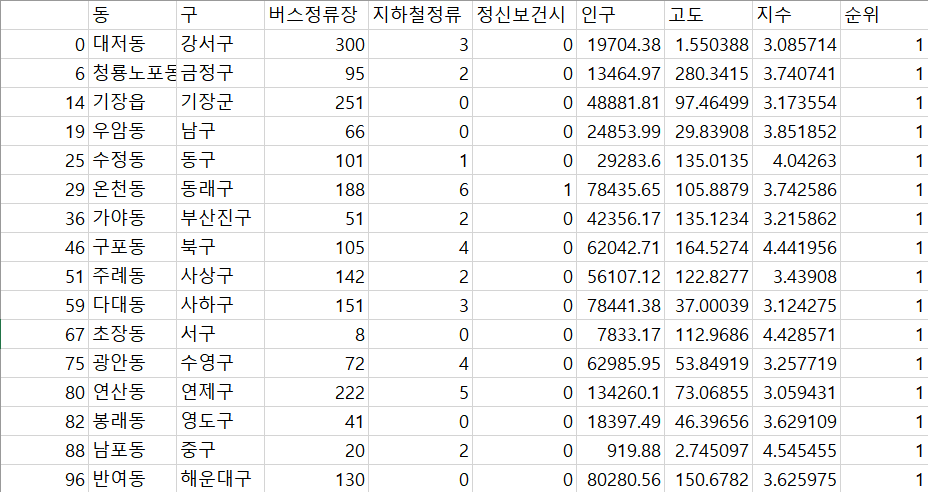 동 구 버스정류장 지하철정류 정신보건시 인구 고도 지수 순위
0 대저동 강서구 300 3 0 19704.38 1.550388 3.085714 1
6 청룡노포동 금정구 95 2 0 13464.97 280.3415 3.740741 1
14 기장읍 기장군 251 0 0 48881.81 97.46499 3.173554 1
19 우암동 남구 66 0 0 24853.99 29.83908 3.851852 1
25 수정동 동구 101 1 0 29283.6 135.0135 4.04263 1
29 온천동 동래구 188 6 1 78435.65 105.8879 3.742586 1
36 가야동 부산진구 51 2 0 42356.17 135.1234 3.215862 1
46 구포동 북구 105 4 0 62042.71 164.5274 4.441956 1
51 주례동 사상구 142 2 0 56107.12 122.8277 3.43908 1
59 다대동 사하구 151 3 0 78441.38 37.00039 3.124275 1
67 초장동 서구 8 0 0 7833.17 112.9686 4.428571 1
75 광안동 수영구 72 4 0 62985.95 53.84919 3.257719 1
80 연산동 연제구 222 5 0 134260.1 73.06855 3.059431 1
82 봉래동 영도구 41 0 0 18397.49 46.39656 3.629109 1
88 남포동 중구 20 2 0 919.88 2.745097 4.545455 1
96 반여동 해운대구 130 0 0 80280.56 150.6782 3.625975 1